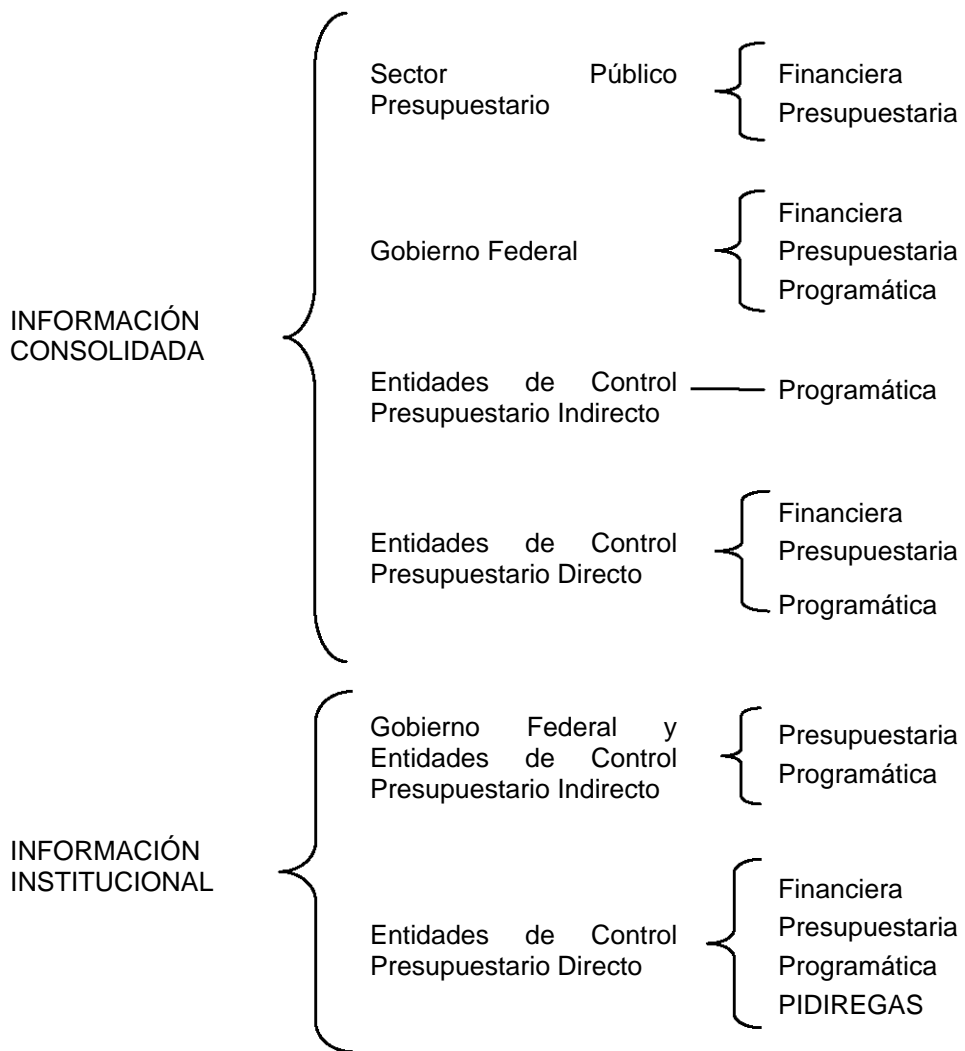 INFORMACIÓN
CONSOLIDADA
Sector Público
Presupuestario
Financiera
Presupuestaria
Gobierno Federal
Financiera
Presupuestaria
Programática
Entidades de Control
Presupuestario Indirecto
Programática
Entidades de Control
Presupuestario Directo
Financiera
Presupuestaria
Programática
INFORMACIÓN
INSTITUCIONAL
Gobierno Federal y
Entidades de Control
Presupuestario Indirecto
Presupuestaria
Programática
Entidades de Control
Presupuestario Directo
Financiera
Presupuestaria
Programática
PIDIREGAS